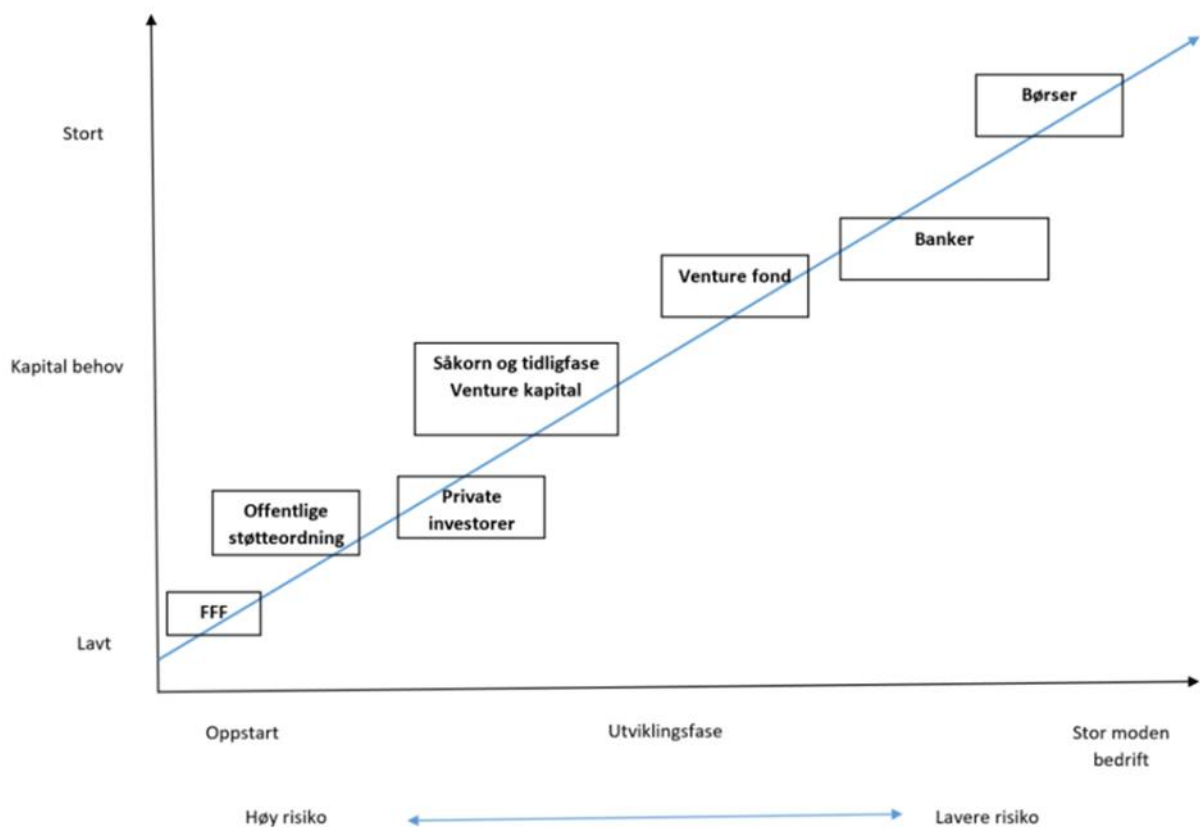 Børser
Stort
Banker
Venture fond
Såkorn og tidligfase
Venture kapital
Kapital behov
Private
investorer
Offentlige
støtteordning
FFF
Lavt
Oppstart
Utviklingsfase
Stor moden
bedrift
Høy risiko
Lavere risiko